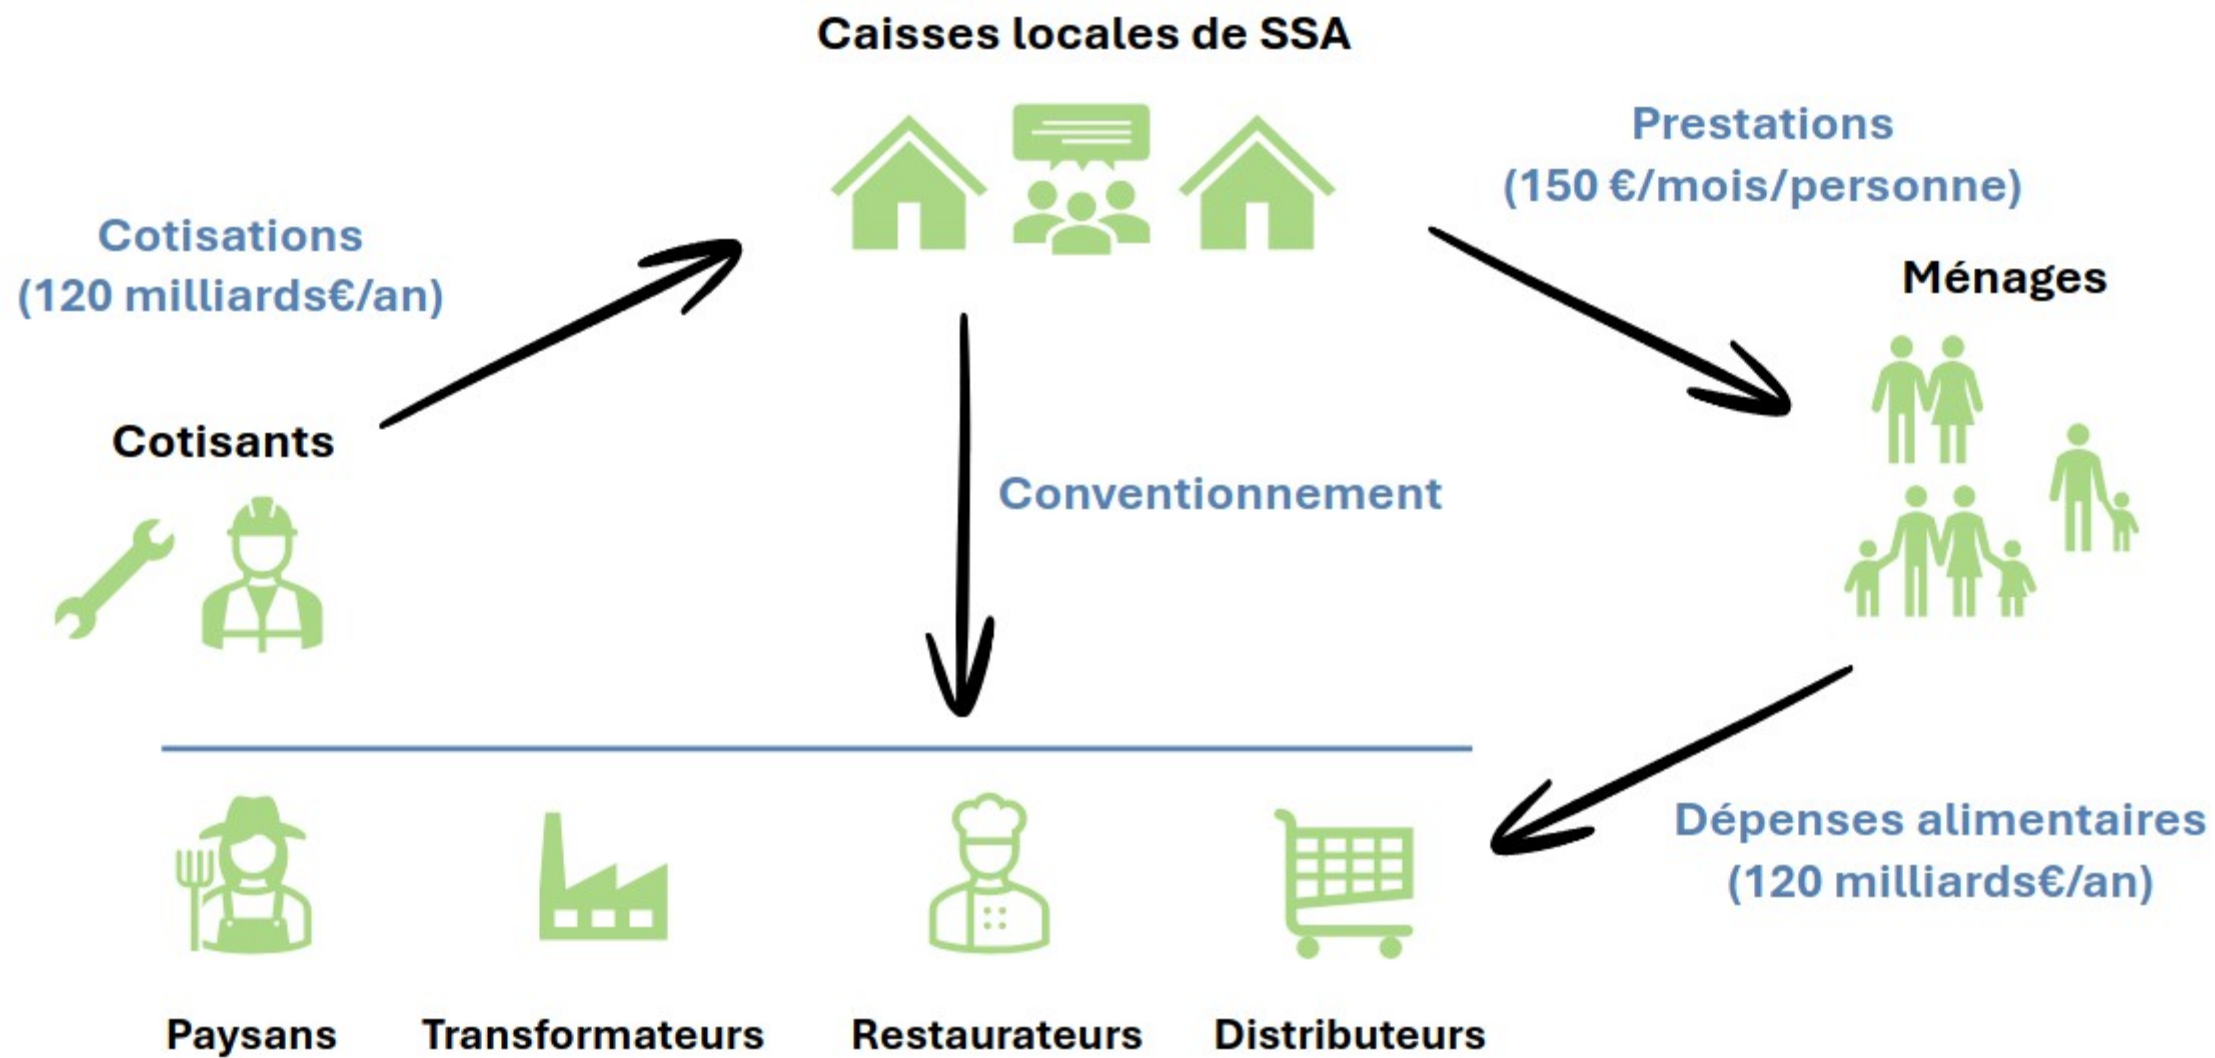 Caisses locales de SSA
Prestations
(150 €/mois/personne)
Cotisations
(120 milliards€/an)
Ménages
Cotisants
Conventionnement
Dépenses alimentaires
(120 milliards€/an)
Paysans
Transformateurs
Restaurateurs
Distributeurs